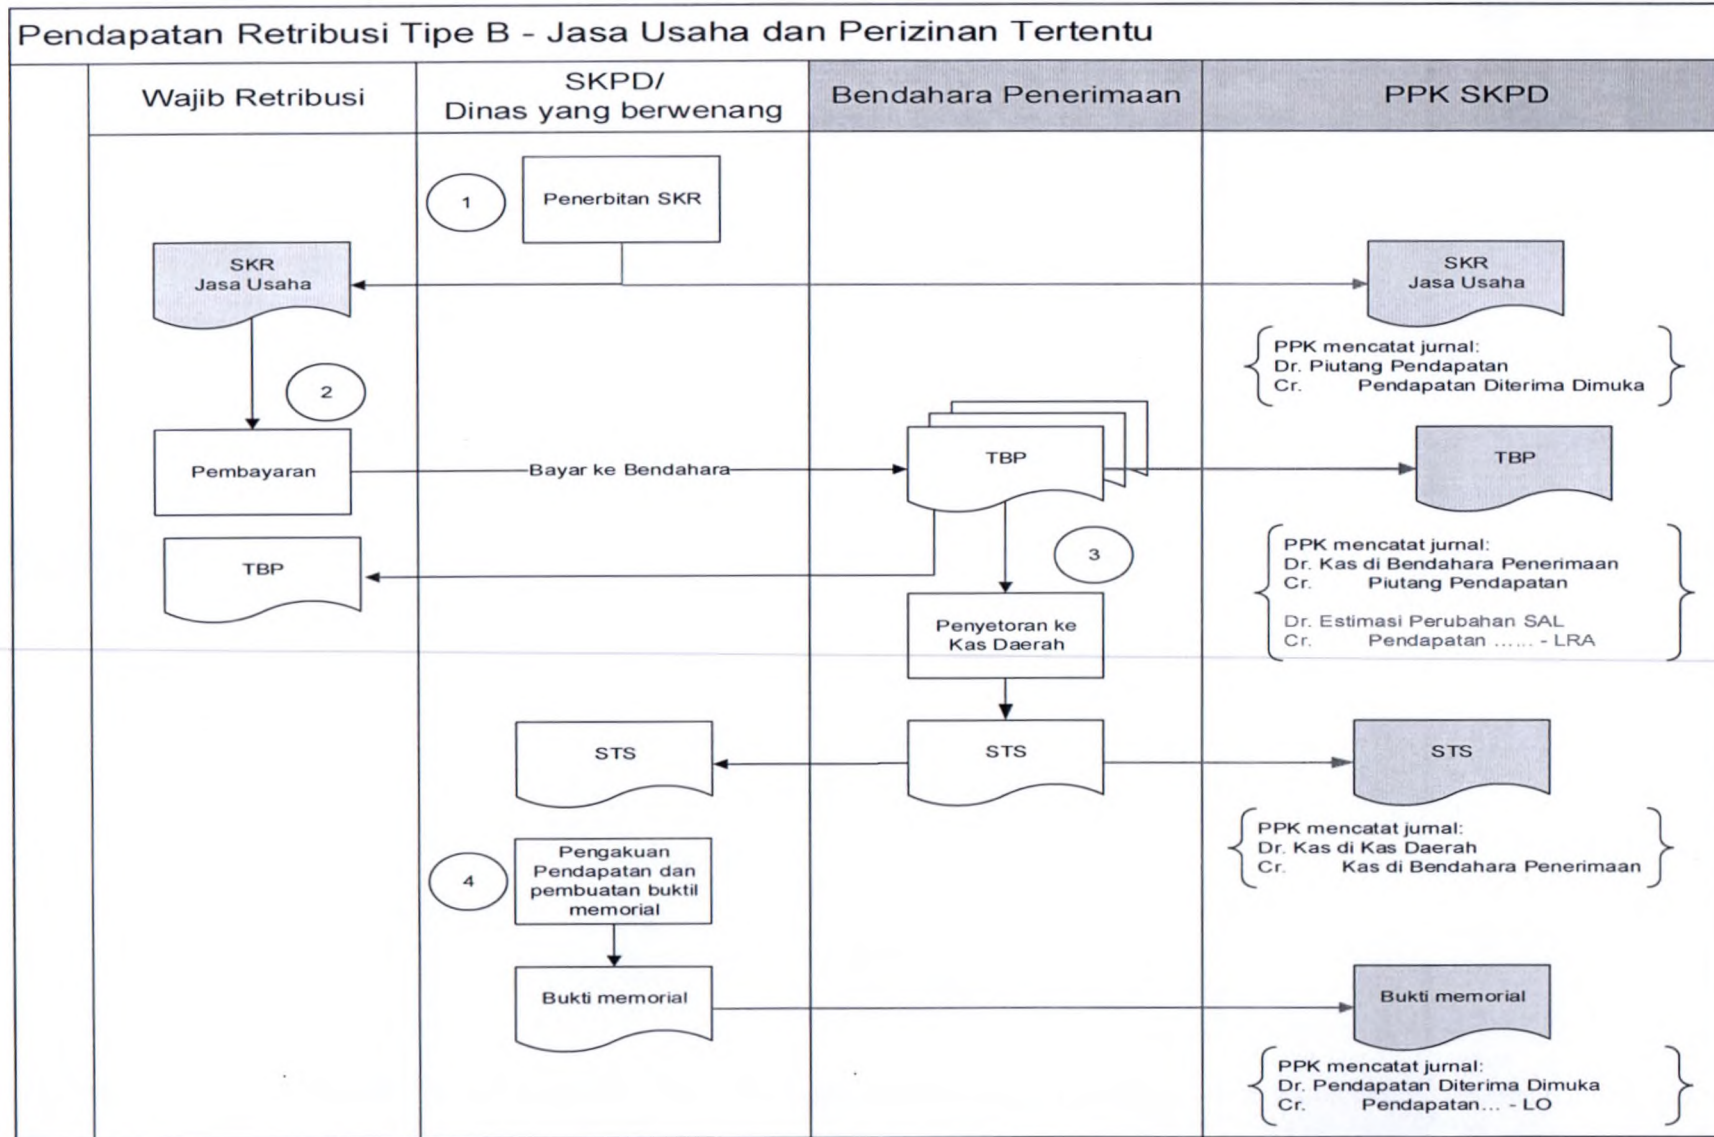 Pendapatan Retribusi Tipe B - Jasa Usaha dan Perizinan Tertentu
Wajib Retribusi
SKPD/
Dinas yang berwenang
Bendahara Penerimaan
PPK SKPD
1
Penerbitan SKR
SKR
Jasa Usaha
SKR
Jasa Usaha
PPK mencatat jurnal:
Dr. Piutang Pendapatan
Cr. Pendapatan Diterima Dimuka
2
Pembayaran
Bayar ke Bendahara
TBP
TBP
TBP
3
PPK mencatat jurnal:
Dr. Kas di Bendahara Penerimaan
Cr. Piutang Pendapatan
Dr. Estimasi Perubahan SAL
Cr. Pendapatan ...... - LRA
Penyetoran ke
Kas Daerah
STS
STS
STS
PPK mencatat jurnal:
Dr. Kas di Kas Daerah
Cr. Kas di Bendahara Penerimaan
4
Pengakuan
Pendapatan dan
pembuatan buktil
memorial
Bukti memorial
Bukti memorial
PPK mencatat jurnal:
Dr. Pendapatan Diterima Dimuka
Cr. Pendapatan... - LO